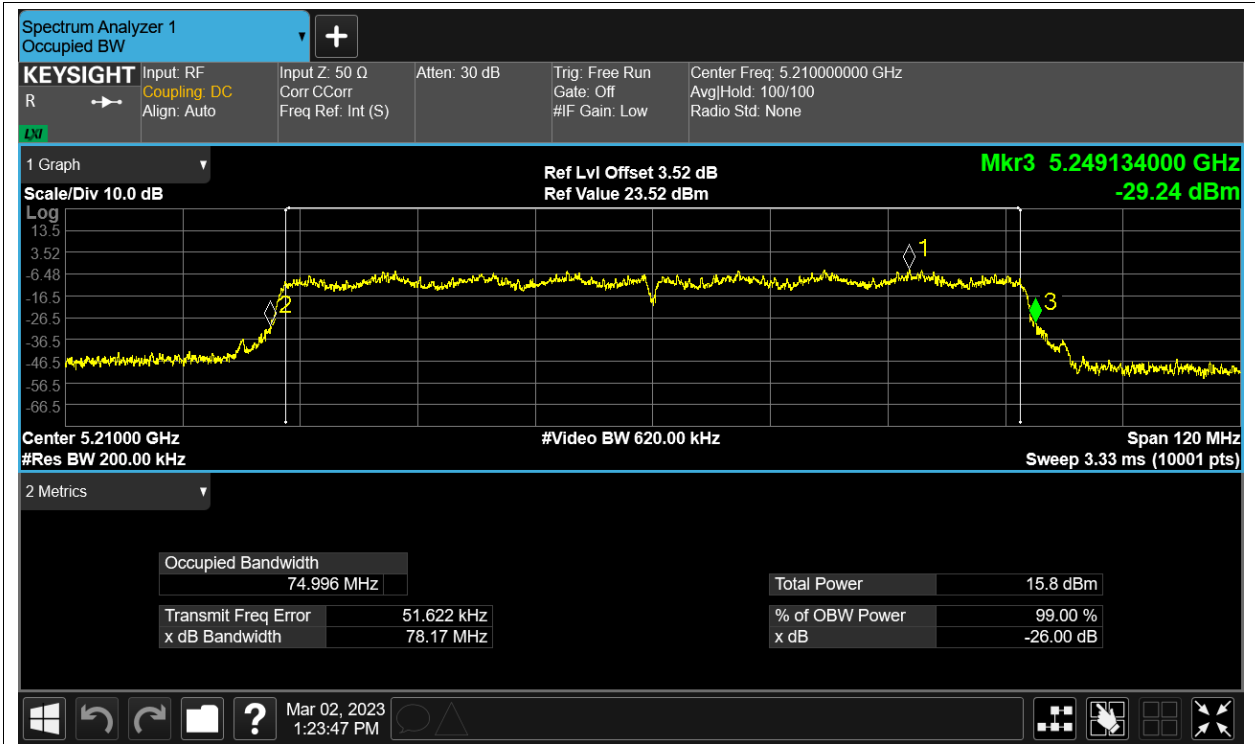 Spectrum Analyzer 1
Occupied BW
KEYSIGHT
R
LXI
Input: RF
Coupling: DC
Align: Auto
Input Z: 50 Ω
Corr CCorr
Freq Ref: Int (S)
Atten: 30 dB
Trig: Free Run
Gate: Off
#IF Gain: Low
Center Freq: 5.210000000 GHz
Avg|Hold: 100/100
Radio Std: None
1 Graph
Scale/Div 10.0 dB
Ref Lvl Offset 3.52 dB
Ref Value 23.52 dBm
Mkr3 5.249134000 GHz
-29.24 dBm
Log
13.5
3.52
-6.48
-16.5
-26.5
-36.5
-46.5
-56.5
-66.5
1
2
3
Center 5.21000 GHz
#Video BW 620.00 kHz
Span 120 MHz
#Res BW 200.00 kHz
Sweep 3.33 ms (10001 pts)
2 Metrics
Occupied Bandwidth
74.996 MHz
Transmit Freq Error 51.622 kHz
x dB Bandwidth 78.17 MHz
Total Power 15.8 dBm
% of OBW Power 99.00 %
x dB -26.00 dB
?
Mar 02, 2023
1:23:47 PM